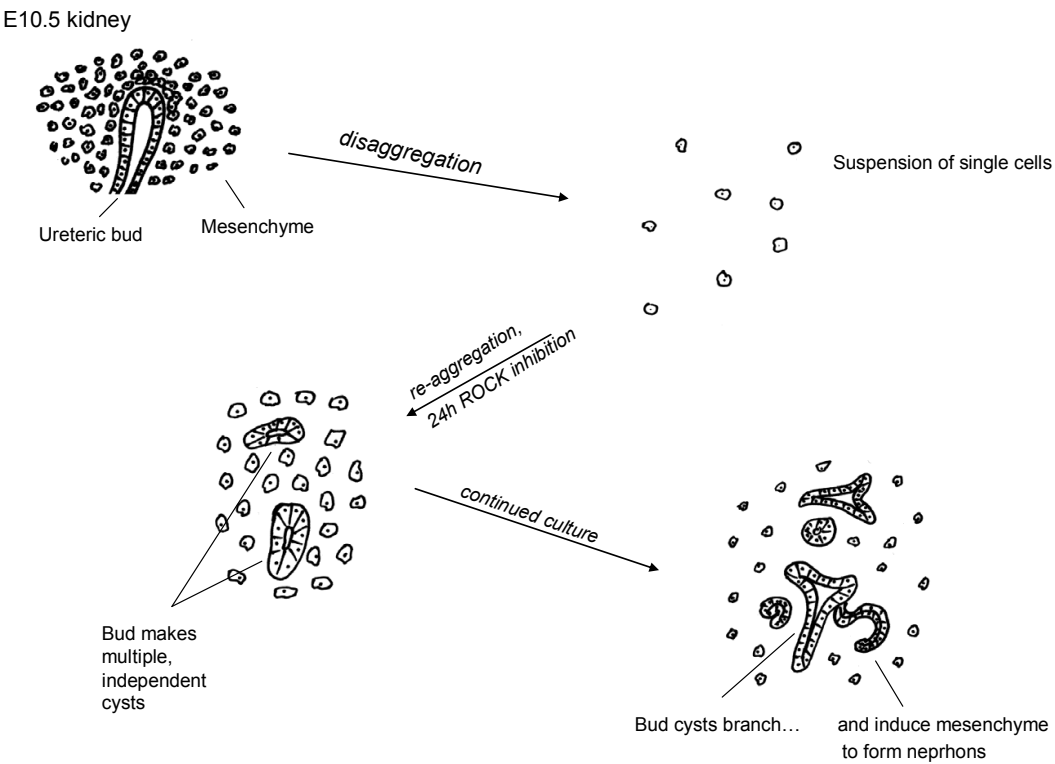 E10.5 kidney
disaggregation
Suspension of single cells
Ureteric bud
Mesenchyme
re-aggregation,
24h ROCK inhibition
continued culture
Bud makes
multiple,
independent
cysts
Bud cysts branch…
and induce mesenchyme
to form neprhons